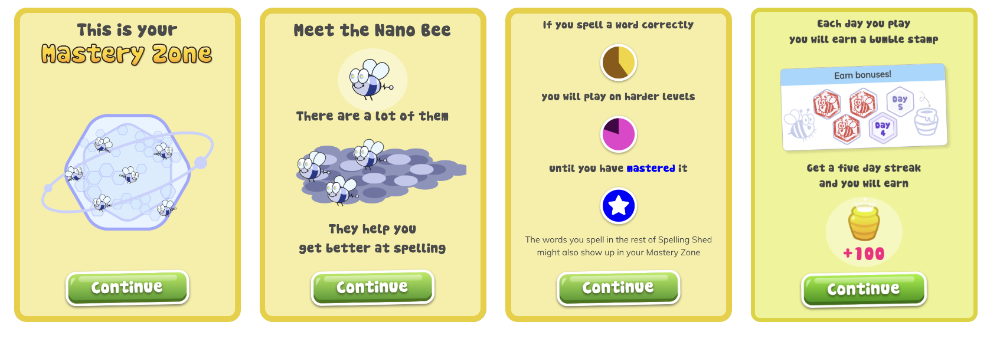 This is your
Mastery Zone
Continue
Meet the Nano Bee
There are a lot of them
They help you
get better at spelling
Continue
If you spell a word correctly
you will play on harder levels
until you have mastered it
The words you spell in the rest of Spelling Shed
might also show up in your Mastery Zone
Continue
Each day you play
you will earn a bumble stamp
Earn bonuses!
Day
5
Day
4
Get a five day streak
and you will earn
+100
Continue